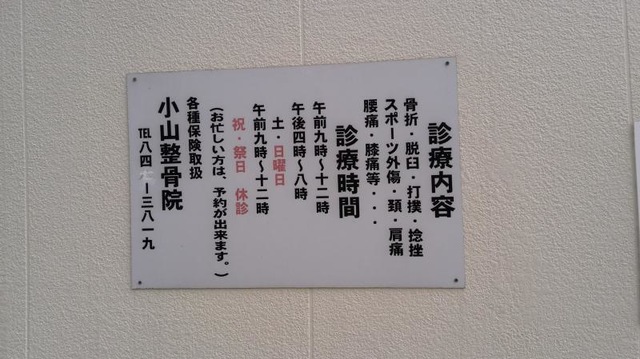 診療内容
骨折・脱臼・打撲・捻挫
スポーツ外傷・頚・肩痛
腰痛・膝痛等・・・
診療時間
午前九時〜十二時
午後四時〜八時
土・日曜日
午前九時〜十二時
祝・祭日 休診
(お忙しい方は、予約が出来ます。)
各種保険取扱
小山整骨院
TEL 八四七ー三八一九